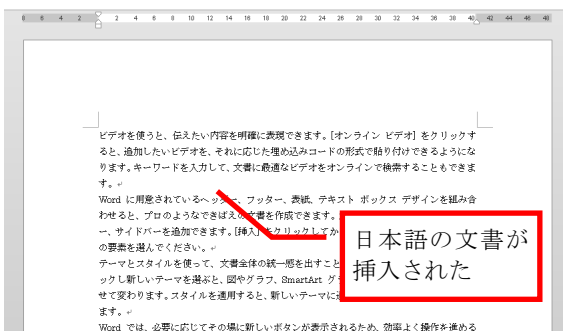 8 6 4 2 2 4 6 8 10 12 14 16 18 20 22 24 26 28 30 32 34 36 38 40 42 44 46 48
ビデオを使うと、伝えたい内容を明確に表現できます。[オンライン ビデオ] をクリックす
ると、追加したいビデオを、それに応じた埋め込みコードの形式で貼り付けできるようにな
ります。キーワードを入力して、文書に最適なビデオをオンラインで検索することもできま
す。
Word に用意されているヘッダー、フッター、表紙、テキスト ボックス デザインを組み合
わせると、プロのようなできばえの文書を作成できます。
ー、サイドバーを追加できます。[挿入] をクリックしてか
の要素を選んでください。
テーマとスタイルを使って、文書全体の統一感を出すこと
ックし新しいテーマを選ぶと、図やグラフ、SmartArt グ
せて変わります。スタイルを適用すると、新しいテーマに
ます。
Word では、必要に応じてその場に新しいボタンが表示されるため、効率よく操作を進める
日本語の文書が
挿入された